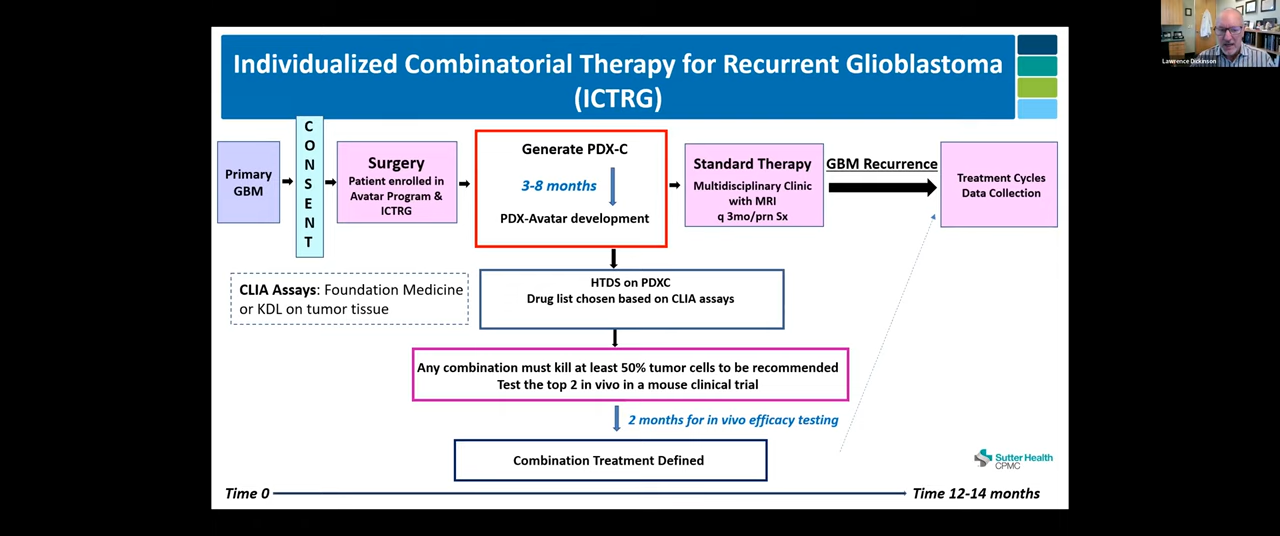 Individualized Combinatorial Therapy for Recurrent Glioblastoma
(ICTRG)
Lawrence Dickinson
Primary
GBM
CONSENT
Surgery
Patient enrolled in
Avatar Program &
ICTRG
Generate PDX-C
3-8 months
PDX-Avatar development
Standard Therapy
Multidisciplinary Clinic
with MRI
q 3mo/prn Sx
GBM Recurrence
Treatment Cycles
Data Collection
CLIA Assays: Foundation Medicine
or KDL on tumor tissue
HTDS on PDXC
Drug list chosen based on CLIA assays
Any combination must kill at least 50% tumor cells to be recommended
Test the top 2 in vivo in a mouse clinical trial
2 months for in vivo efficacy testing
Combination Treatment Defined
Sutter Health
CPMC
Time 0
Time 12-14 months